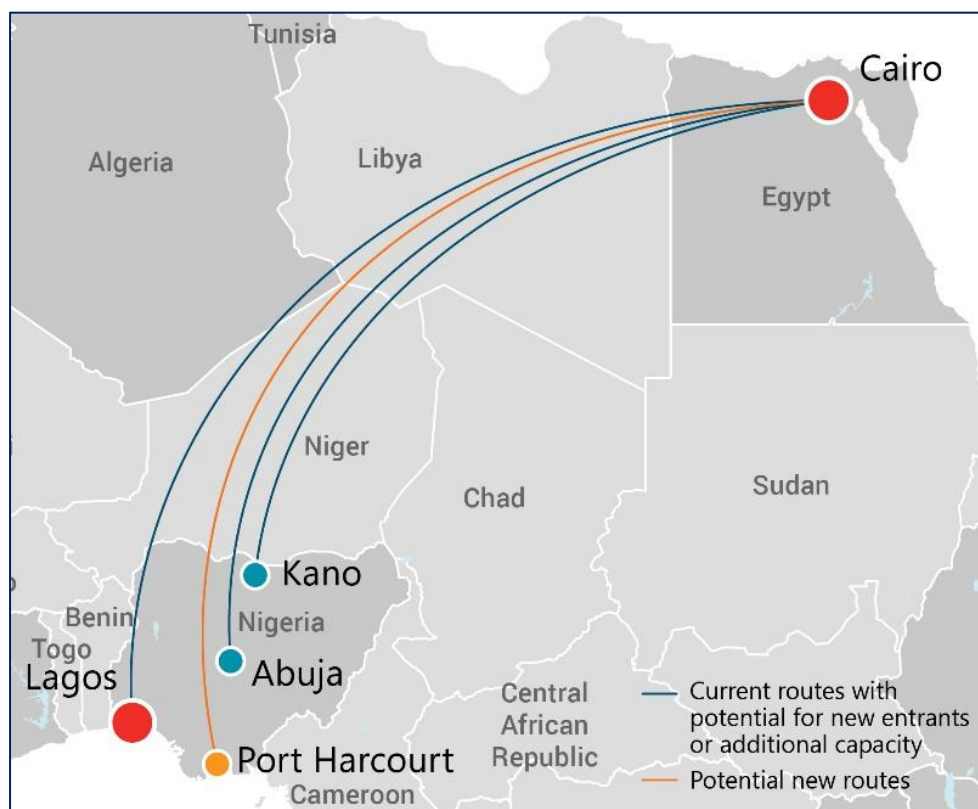 Tunisia
Cairo
Algeria
Libya
Egypt
Niger
Chad
Sudan
Kano
Benin
Nigeria
Togo
Lagos
Abuja
Central
African
Republic
Port Harcourt
Cameroon
Current routes with
potential for new entrants
or additional capacity
Potential new routes